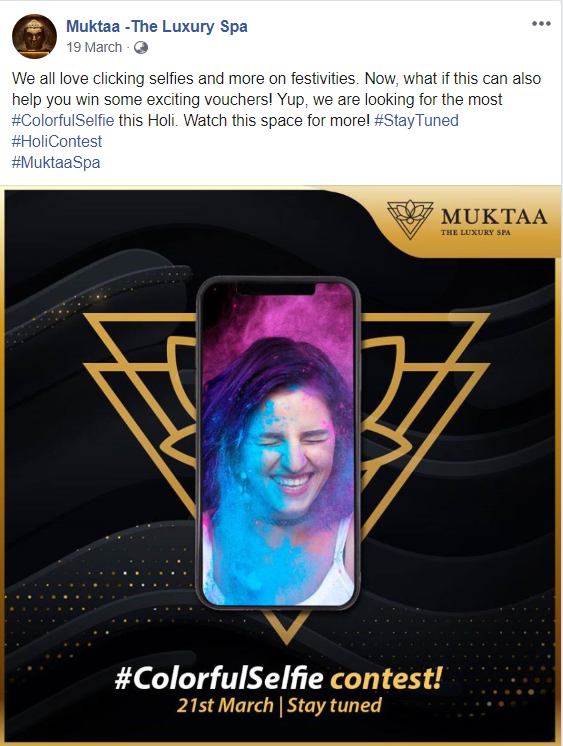 Muktaa -The Luxury Spa
19 March ·
We all love clicking selfies and more on festivities. Now, what if this can also
help you win some exciting vouchers! Yup, we are looking for the most
#ColorfulSelfie this Holi. Watch this space for more! #StayTuned
#HoliContest
#MuktaaSpa
MUKTAA
THE LUXURY SPA
#ColorfulSelfie contest!
21st March | Stay tuned